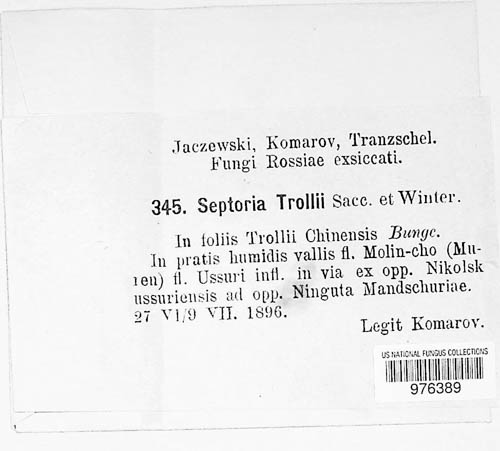 Jaczewski, Komarov, Tranzschel.
Fungi Rossiae exsiccati.
345. Septoria Trollii Sacc. et Winter.
In foliis Trollii Chinensis Bunge.
In pratis humidis vallis fl. Molin-cho (Mu-
ren) fl. Ussuri infl. in via ex opp. Nikolsk
ussuriensis ad opp. Ninguta Mandschuriae.
27 VI/9 VII. 1896.
Legit Komarov.
US NATIONAL FUNGUS COLLECTIONS
976389